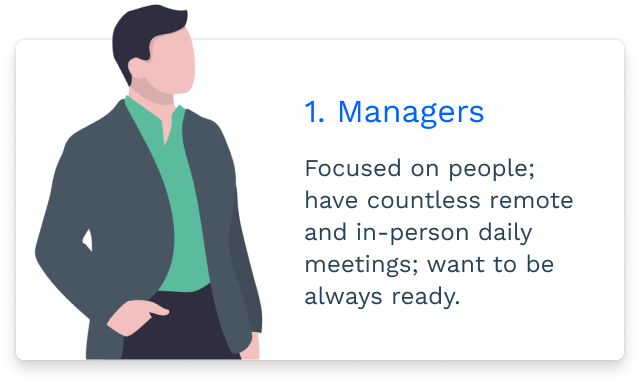 1. Managers
Focused on people;
have countless remote
and in-person daily
meetings; want to be
always ready.